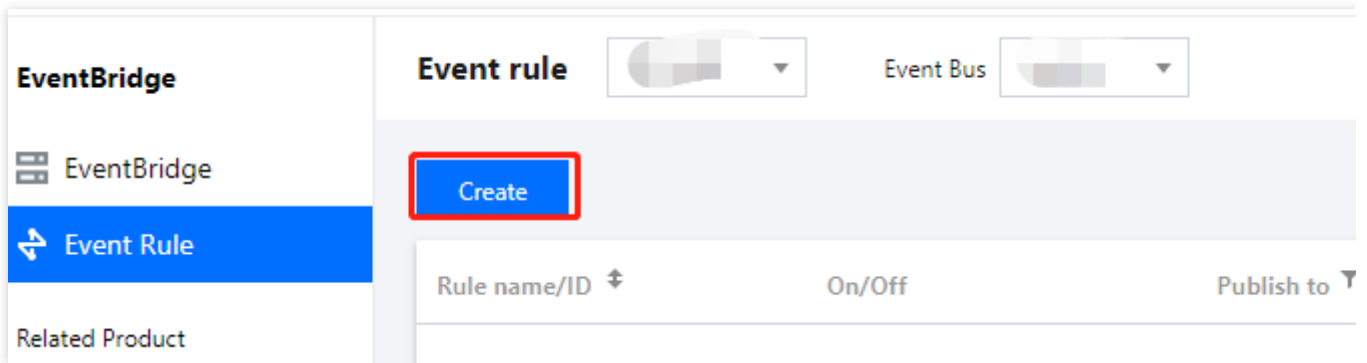 EventBridge
Event rule
Event Bus
EventBridge
Event Rule
Related Product
Create
Rule name/ID
On/Off
Publish to